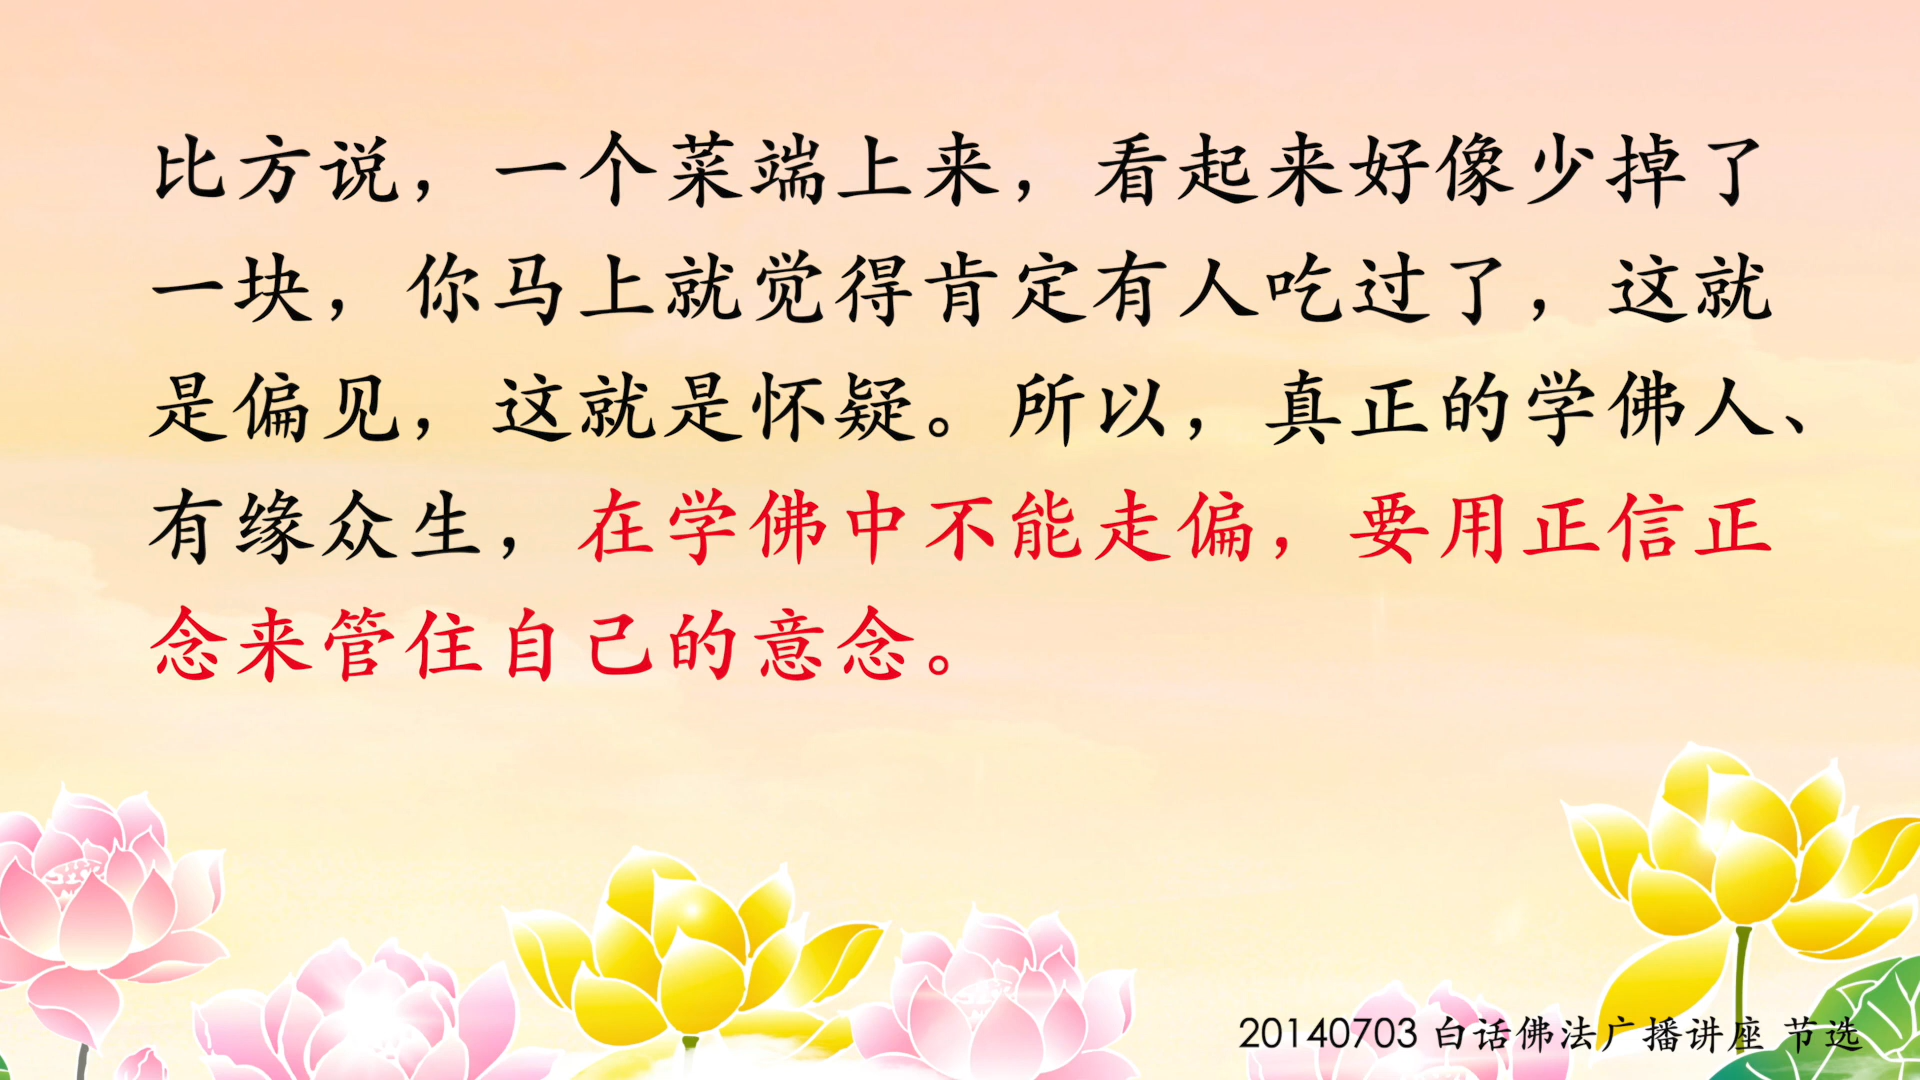 比方说，一个菜端上来，看起来好像少掉了
一块，你马上就觉得肯定有人吃过了，这就
是偏见，这就是怀疑。所以，真正的学佛人、
有缘众生，在学佛中不能走偏，要用正信正
念来管住自己的意念。
20140703 白话佛法广播讲座 节选